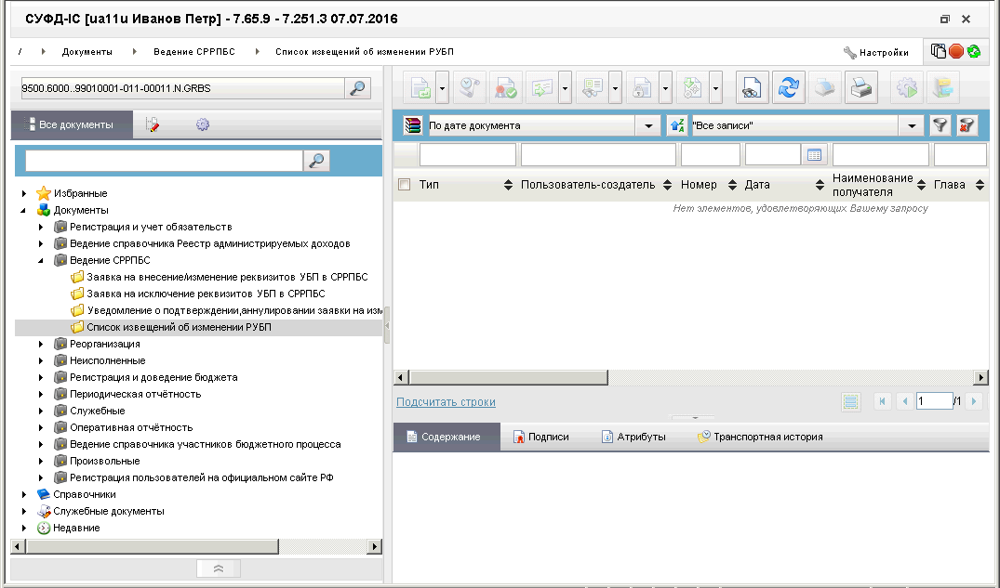 СУФД-IC [ua11u Иванов Петр] - 7.65.9 - 7.251.3 07.07.2016
/ Документы Ведение СРРПБС Список извещений об изменении РУБП Настройки
9500.6000..99010001-011-00011.N.GRBS
Все документы
По дате документа "Все записи"
Тип Пользователь-создатель Номер Дата Наименование получателя Глава
Нет элементов, удовлетворяющих Вашему запросу
Избранные
Документы
Регистрация и учет обязательств
Ведение справочника Реестр администрируемых доходов
Ведение СРРПБС
Заявка на внесение/изменение реквизитов УБП в СРРПБС
Заявка на исключение реквизитов УБП в СРРПБС
Уведомление о подтверждении,аннулировании заявки на изм
Список извещений об изменении РУБП
Реорганизация
Неисполненные
Регистрация и доведение бюджета
Периодическая отчётность
Служебные
Оперативная отчётность
Ведение справочника участников бюджетного процесса
Произвольные
Регистрация пользователей на официальном сайте РФ
Справочники
Служебные документы
Недавние
Подсчитать строки 1 /1
Содержание Подписи Атрибуты Транспортная история